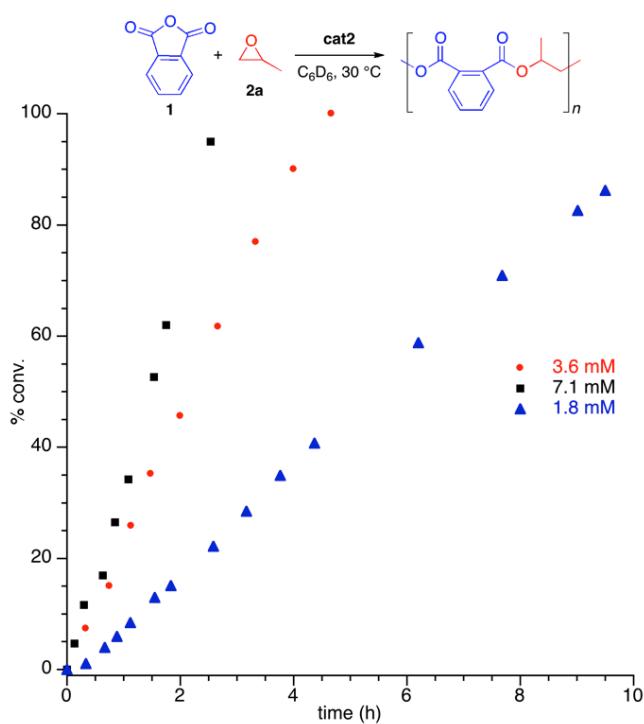 O O O
O
cat2
C₆D₆, 30 °C
1
+
2a
O O
O O
n
100
80
60
40
20
0
% conv.
3.6 mM
7.1 mM
1.8 mM
0 2 4 6 8 10
time (h)